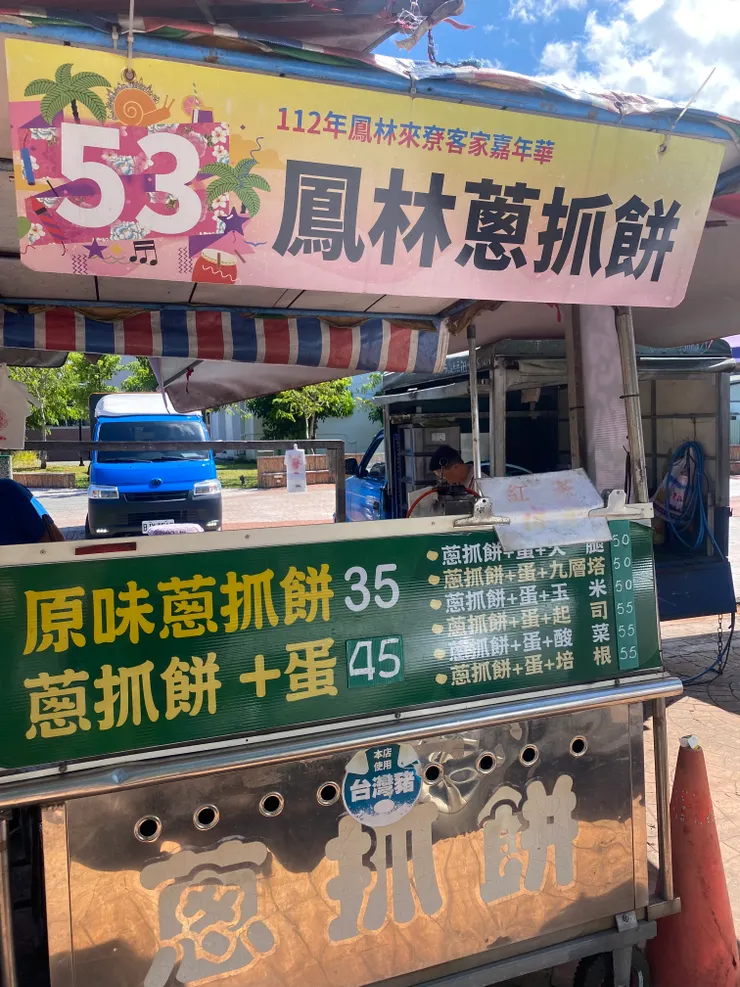 53
112年鳳林來尞客家嘉年華
鳳林蔥抓餅
紅茶
原味蔥抓餅 35
蔥抓餅+蛋 45
蔥抓餅+蛋+火腿 50
蔥抓餅+蛋+九層塔 50
蔥抓餅+蛋+玉米 50
蔥抓餅+蛋+起司 55
蔥抓餅+蛋+酸菜 55
蔥抓餅+蛋+培根 55
本店
使用
台灣豬
蔥抓餅